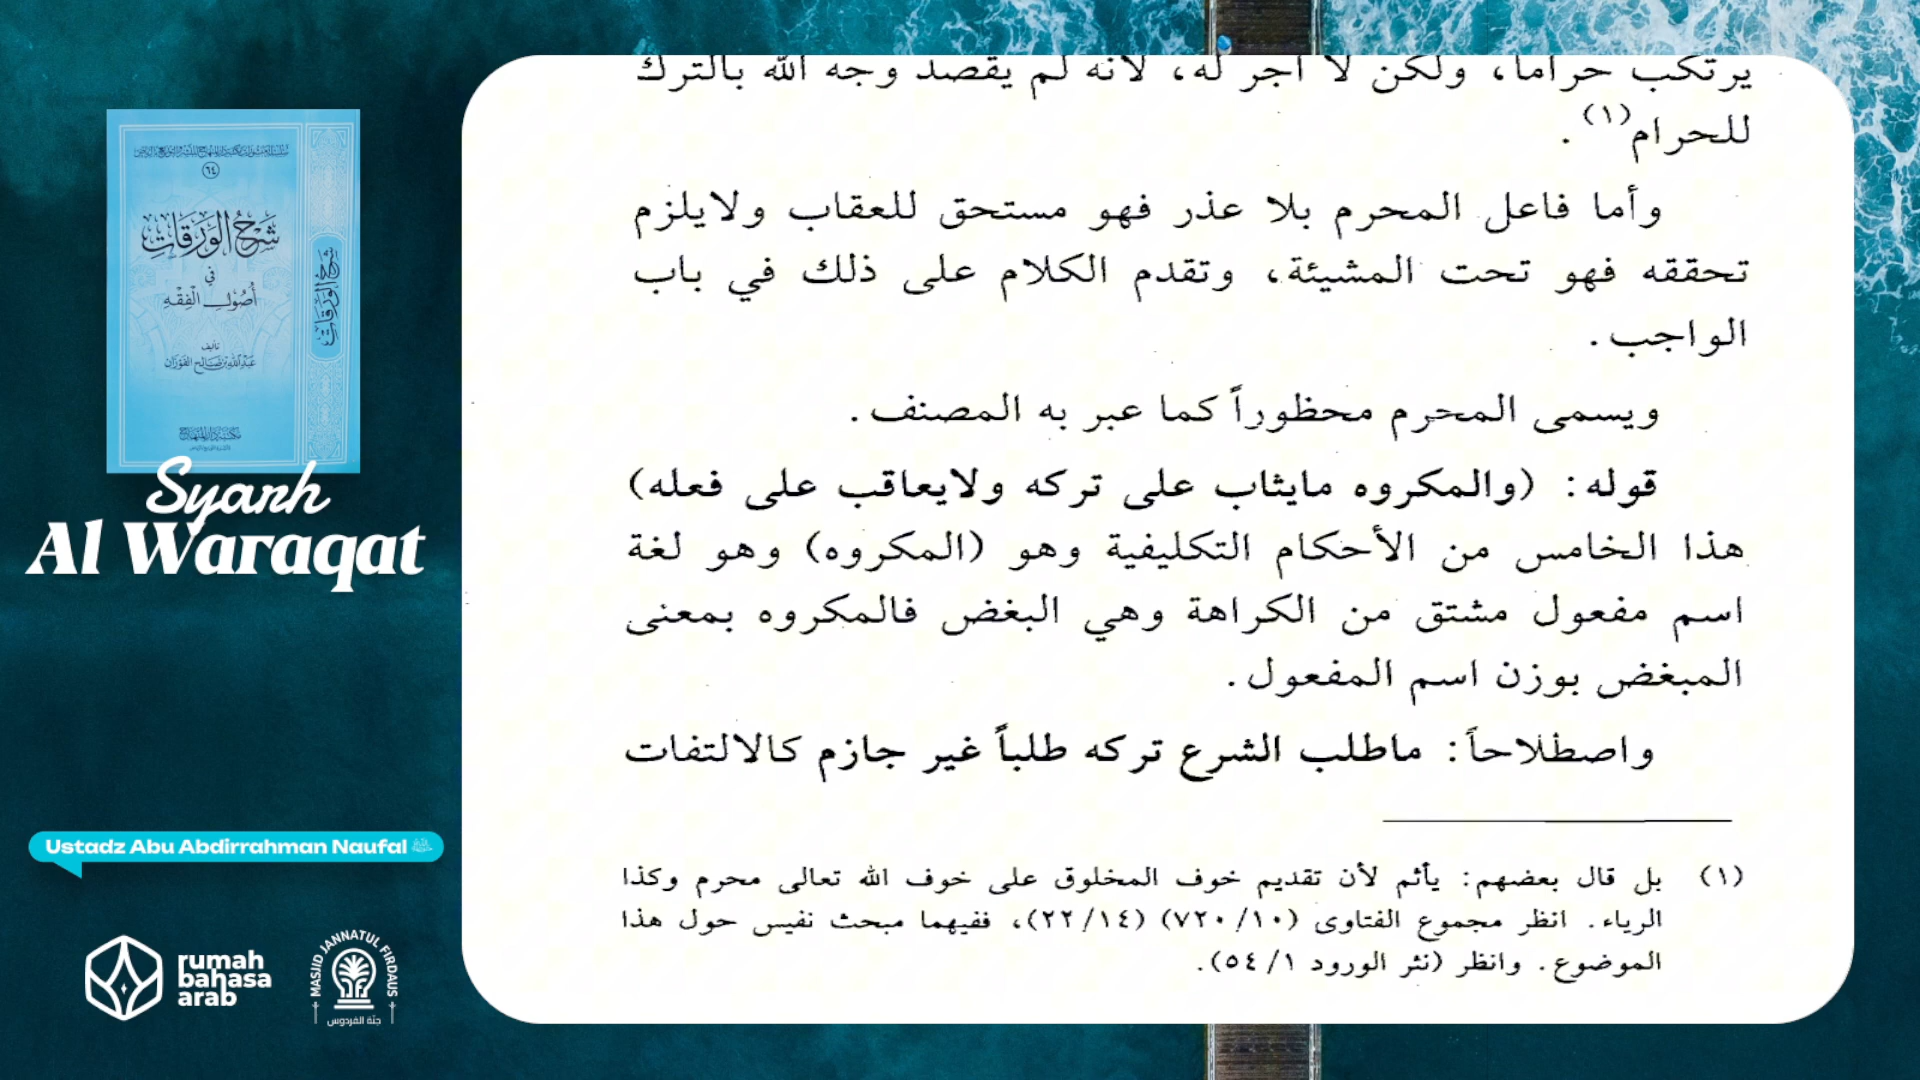 شرح الورقات
في
أصول الفقه
تأليف
عبد الله بن صالح الفوزان
شرح الورقات
Syarh
Al Waraqat
Ustadz Abu Abdirrahman Naufal
rumah
bahasa
arab
MASJID JANNATUL FIRDAUS
جنة الفردوس
يرتكب حراماً، ولكن لا أجر له، لأنه لم يقصد وجه الله بالترك
للحرام(١).
وأما فاعل المحرم بلا عذر فهو مستحق للعقاب ولايلزم
تحققه فهو تحت المشيئة، وتقدم الكلام على ذلك في باب
الواجب.
ويسمى المحرم محظوراً كما عبر به المصنف.
قوله: (والمكروه مايثاب على تركه ولايعاقب على فعله)
هذا الخامس من الأحكام التكليفية وهو (المكروه) وهو لغة
اسم مفعول مشتق من الكراهة وهي البغض فالمكروه بمعنى
المبغض بوزن اسم المفعول.
واصطلاحاً: ماطلب الشرع تركه طلباً غير جازم كالالتفات
(١) بل قال بعضهم: يأثم لأن تقديم خوف المخلوق على خوف الله تعالى محرم وكذا
الرياء. انظر مجموع الفتاوى (١٠/ ٧٢٠) (١٤/ ٢٢)، ففيهما مبحث نفيس حول هذا
الموضوع. وانظر (نثر الورود ١/ ٥٤).